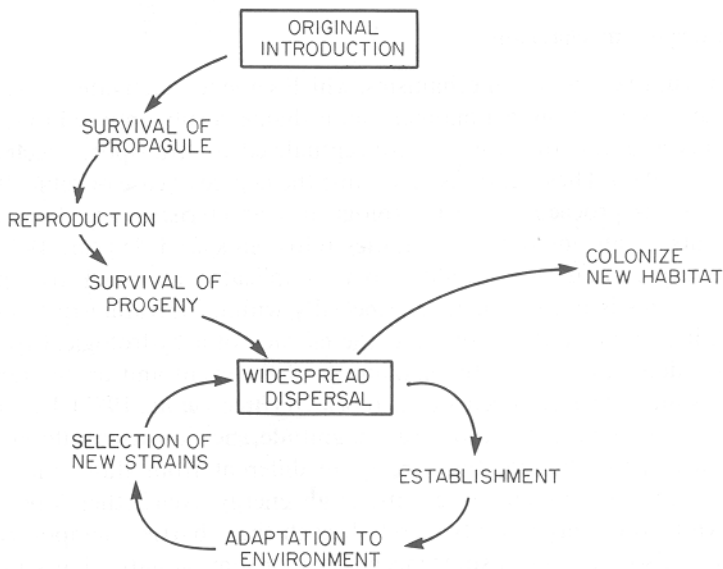 ORIGINAL
INTRODUCTION
SURVIVAL OF
PROPAGULE
REPRODUCTION
SURVIVAL OF
PROGENY
COLONIZE
NEW HABITAT
WIDESPREAD
DISPERSAL
SELECTION OF
NEW STRAINS
ESTABLISHMENT
ADAPTATION TO
ENVIRONMENT